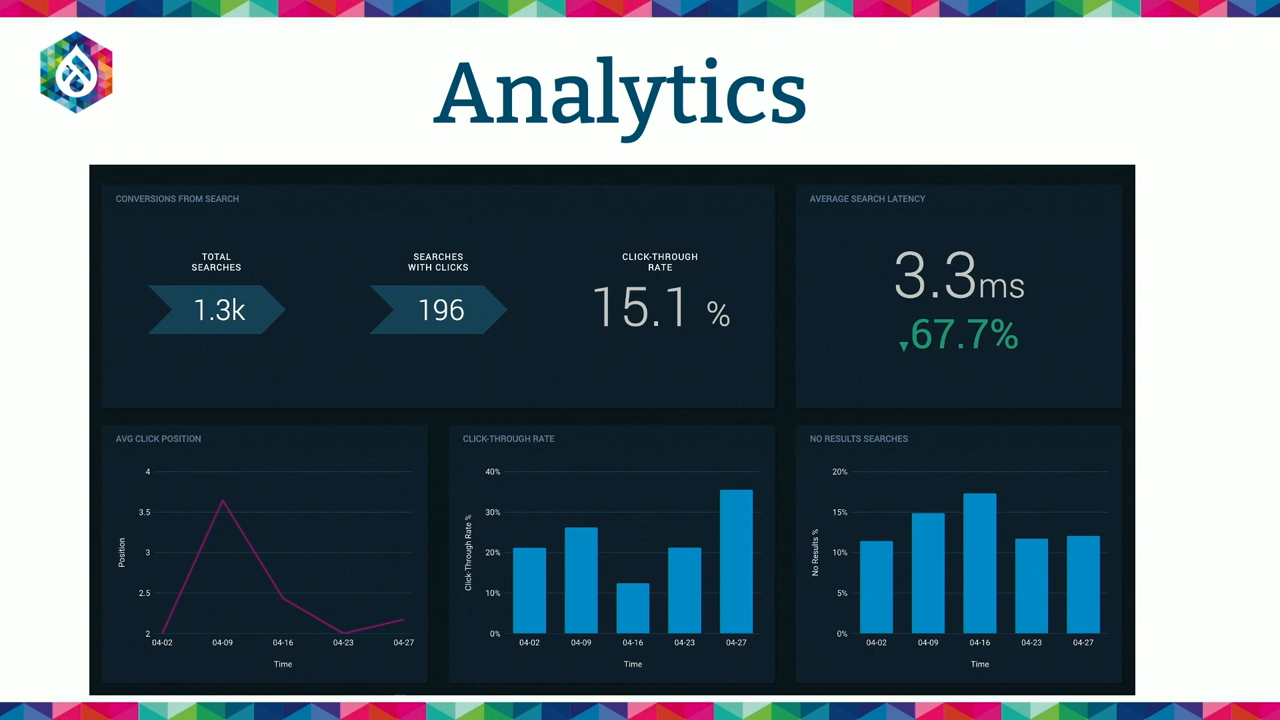 Analytics
CONVERSIONS FROM SEARCH
TOTAL
SEARCHES
1.3k
SEARCHES
WITH CLICKS
196
CLICK-THROUGH
RATE
15.1 %
AVERAGE SEARCH LATENCY
3.3ms
▼67.7%
AVG CLICK POSITION
4
3.5
3
2.5
2
Position
04-02 04-09 04-16 04-23 04-27
Time
CLICK-THROUGH RATE
40%
30%
20%
10%
0%
Click-Through Rate %
04-02 04-09 04-16 04-23 04-27
Time
NO RESULTS SEARCHES
20%
15%
10%
5%
0%
No Results %
04-02 04-09 04-16 04-23 04-27
Time